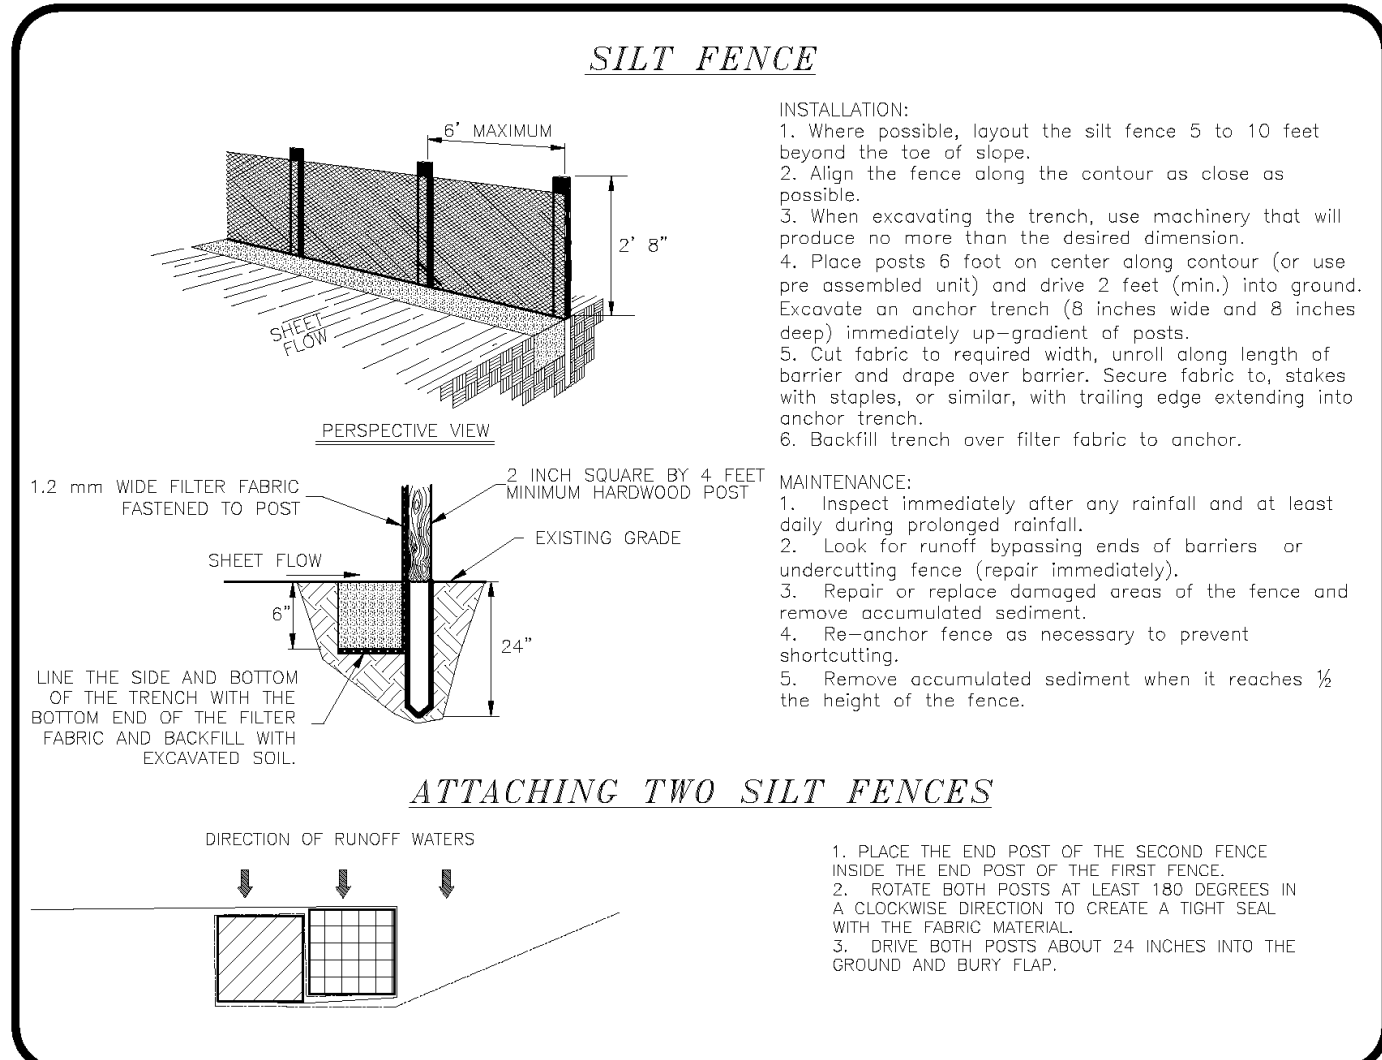 SILT FENCE
6' MAXIMUM
2' 8"
SHEET
FLOW
PERSPECTIVE VIEW
INSTALLATION:
1. Where possible, layout the silt fence 5 to 10 feet
beyond the toe of slope.
2. Align the fence along the contour as close as
possible.
3. When excavating the trench, use machinery that will
produce no more than the desired dimension.
4. Place posts 6 foot on center along contour (or use
pre assembled unit) and drive 2 feet (min.) into ground.
Excavate an anchor trench (8 inches wide and 8 inches
deep) immediately up-gradient of posts.
5. Cut fabric to required width, unroll along length of
barrier and drape over barrier. Secure fabric to, stakes
with staples, or similar, with trailing edge extending into
anchor trench.
6. Backfill trench over filter fabric to anchor.
1.2 mm WIDE FILTER FABRIC
FASTENED TO POST
2 INCH SQUARE BY 4 FEET
MINIMUM HARDWOOD POST
EXISTING GRADE
SHEET FLOW
6"
24"
LINE THE SIDE AND BOTTOM
OF THE TRENCH WITH THE
BOTTOM END OF THE FILTER
FABRIC AND BACKFILL WITH
EXCAVATED SOIL.
MAINTENANCE:
1. Inspect immediately after any rainfall and at least
daily during prolonged rainfall.
2. Look for runoff bypassing ends of barriers or
undercutting fence (repair immediately).
3. Repair or replace damaged areas of the fence and
remove accumulated sediment.
4. Re-anchor fence as necessary to prevent
shortcutting.
5. Remove accumulated sediment when it reaches ½
the height of the fence.
ATTACHING TWO SILT FENCES
DIRECTION OF RUNOFF WATERS
1. PLACE THE END POST OF THE SECOND FENCE
INSIDE THE END POST OF THE FIRST FENCE.
2. ROTATE BOTH POSTS AT LEAST 180 DEGREES IN
A CLOCKWISE DIRECTION TO CREATE A TIGHT SEAL
WITH THE FABRIC MATERIAL.
3. DRIVE BOTH POSTS ABOUT 24 INCHES INTO THE
GROUND AND BURY FLAP.